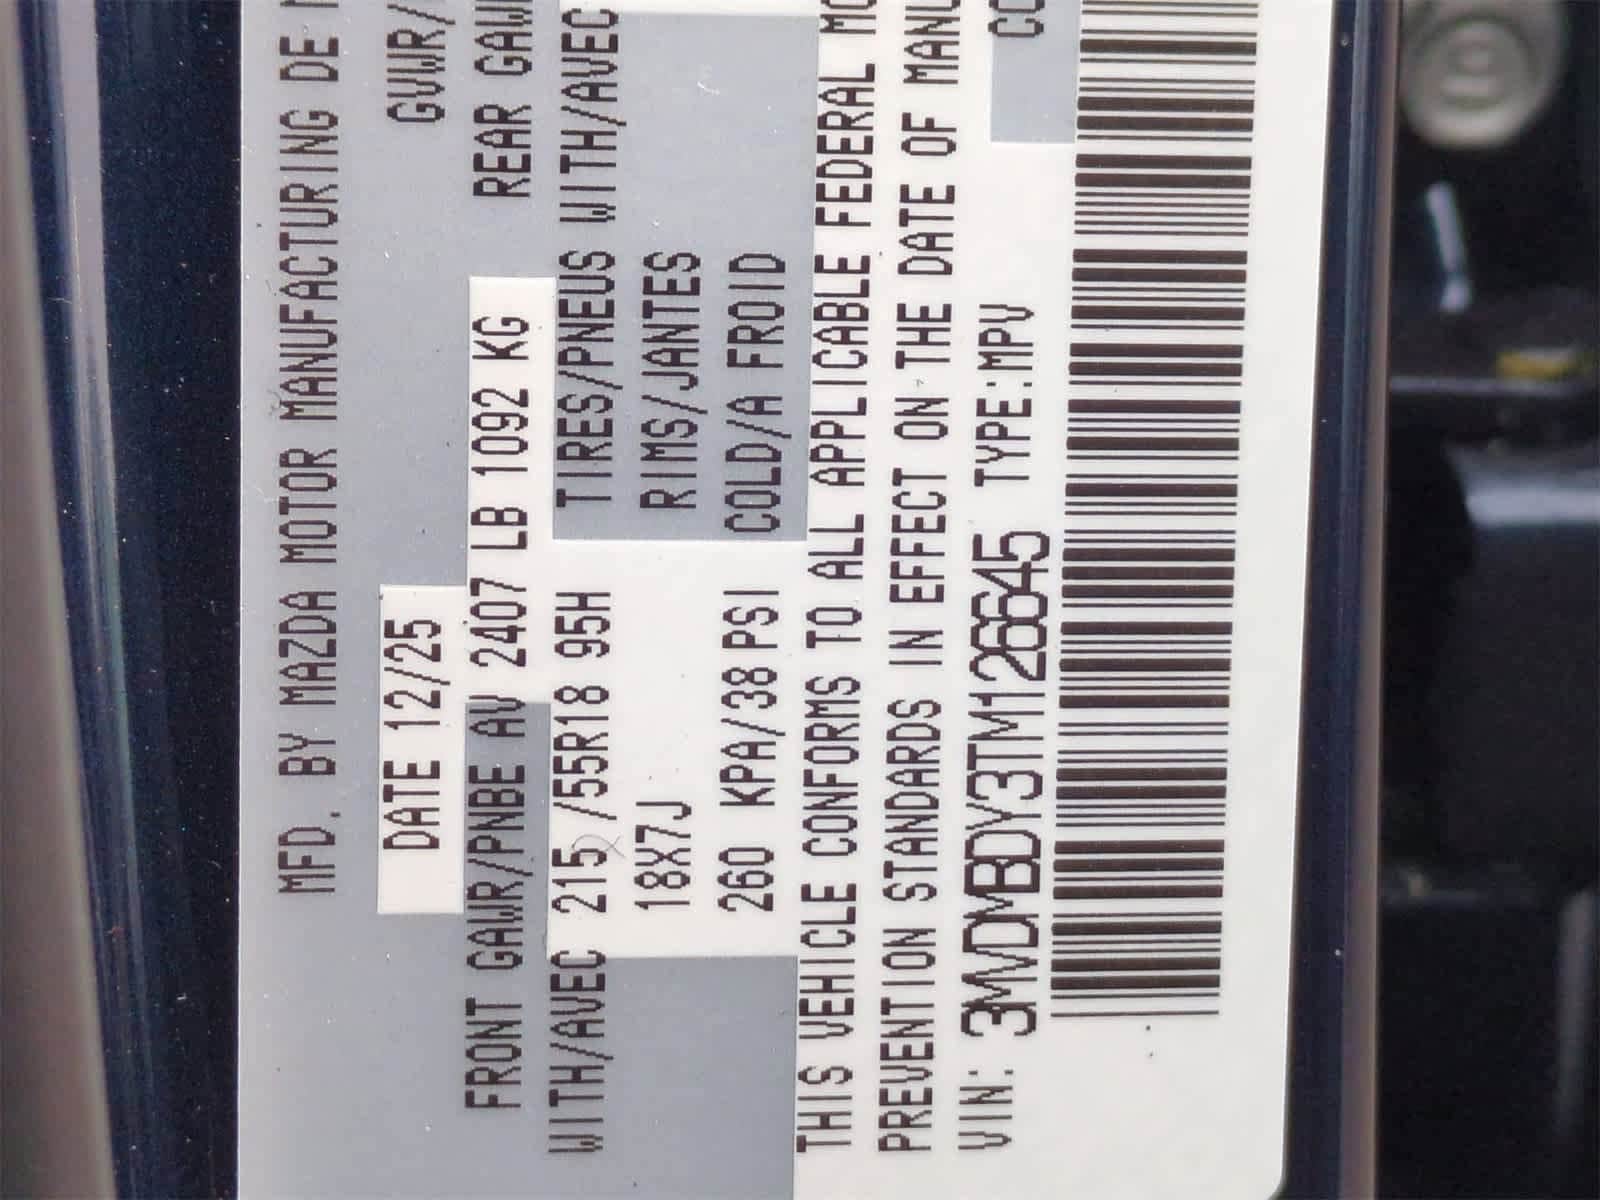 MFD. BY MAZDA MOTOR MANUFACTURING DE
DATE 12/25
GVWR/
FRONT GAWR/PNBE AV 2407 LB 1092 KG
REAR GAW
WITH/AVEC 215 /55R18 95H
TIRES/PNEUS WITH/AVEC
18X7J
RIMS/JANTES
260 KPA/38 PSI
COLD/A FROID
THIS VEHICLE CONFORMS TO ALL APPLICABLE FEDERAL MO
PREVENTION STANDARDS IN EFFECT ON THE DATE OF MANU
VIN: 3MVDMBDY3TM126645 TYPE:MPV
CO